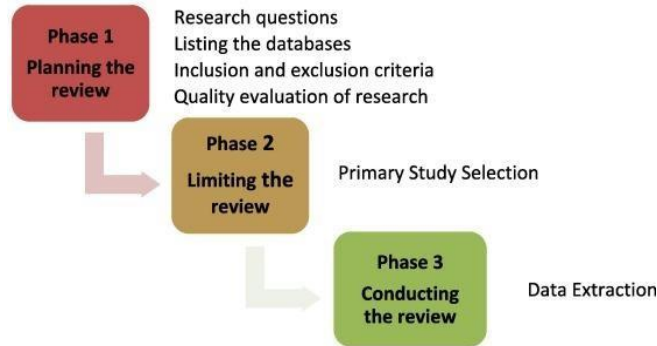 Phase 1
Planning the
review
Research questions
Listing the databases
Inclusion and exclusion criteria
Quality evaluation of research
Phase 2
Limiting the
review
Primary Study Selection
Phase 3
Conducting
the review
Data Extraction